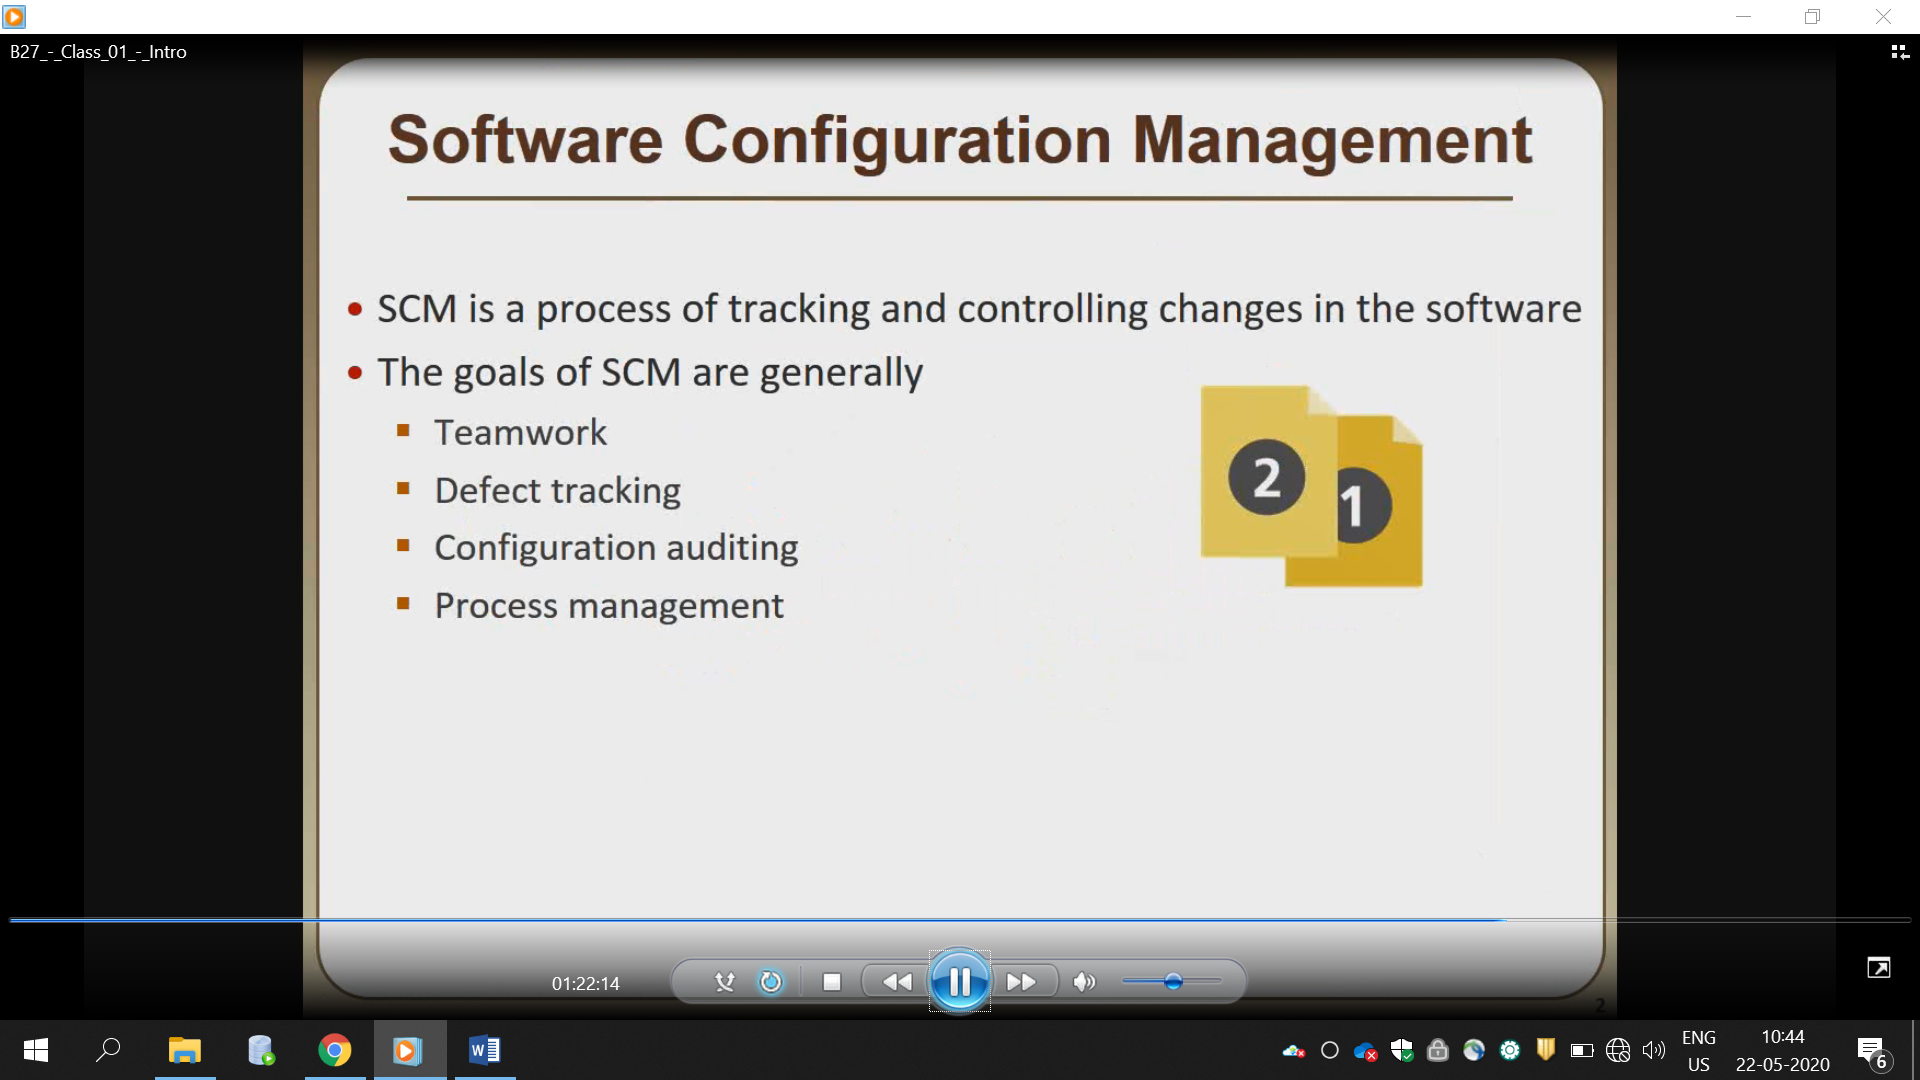 B27_-_Class_01_-_Intro
Software Configuration Management
SCM is a process of tracking and controlling changes in the software
The goals of SCM are generally
Teamwork
Defect tracking
Configuration auditing
Process management
2
1
01:22:14
2
W
ENG
US
10:44
22-05-2020
6